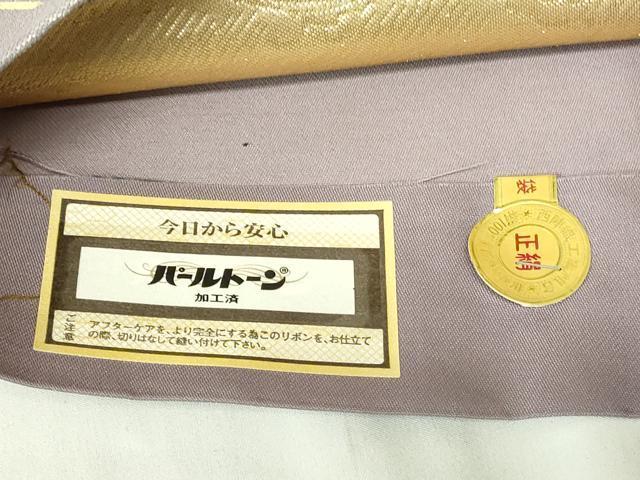 今日から安心
パールトーン®
加工済
ご注意
アフターケアを、より完全にする為このリボンを、お仕立て
の際、切りはなして縫い付けて下さい。
袋
正絹